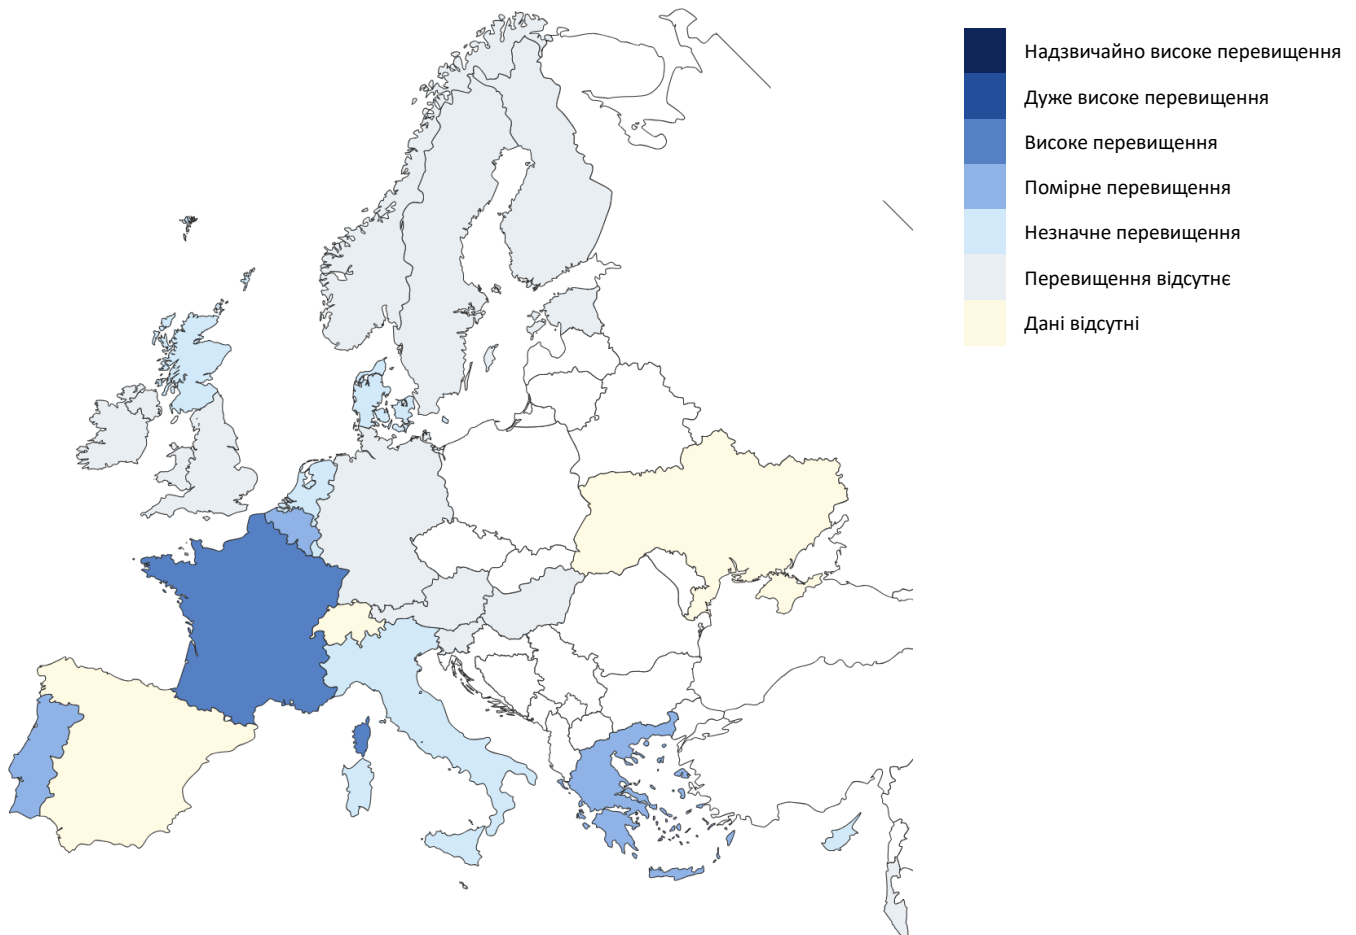 Надзвичайно високе перевищення
Дуже високе перевищення
Високе перевищення
Помірне перевищення
Незначне перевищення
Перевищення відсутнє
Дані відсутні